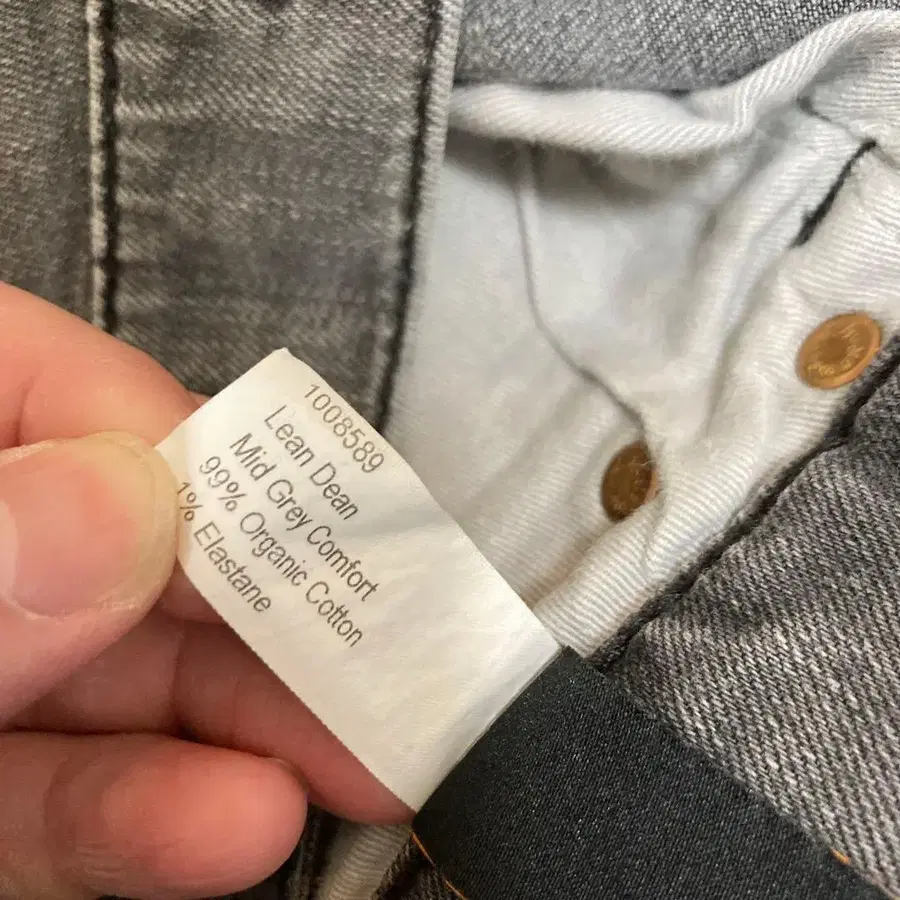 1008589
Lean Dean
Mid Grey Comfort
99% Organic Cotton
1% Elastane